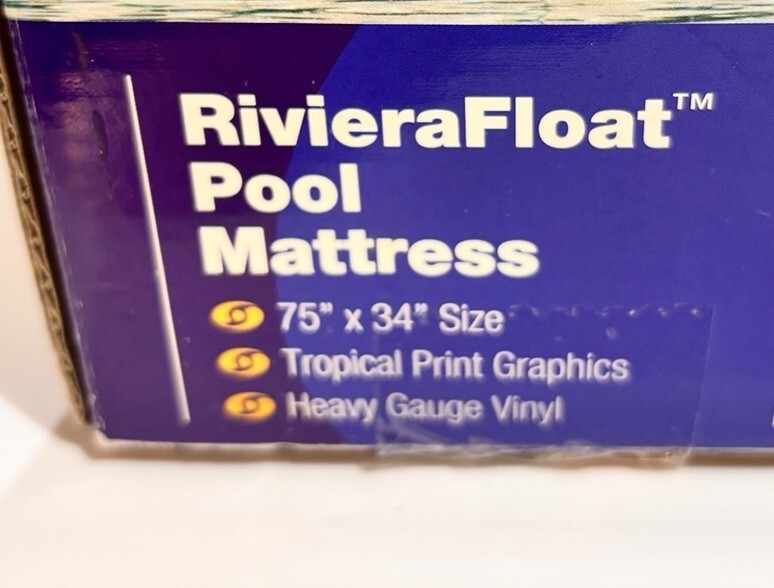 RivieraFloat™
Pool
Mattress
75" x 34" Size
Tropical Print Graphics
Heavy Gauge Vinyl